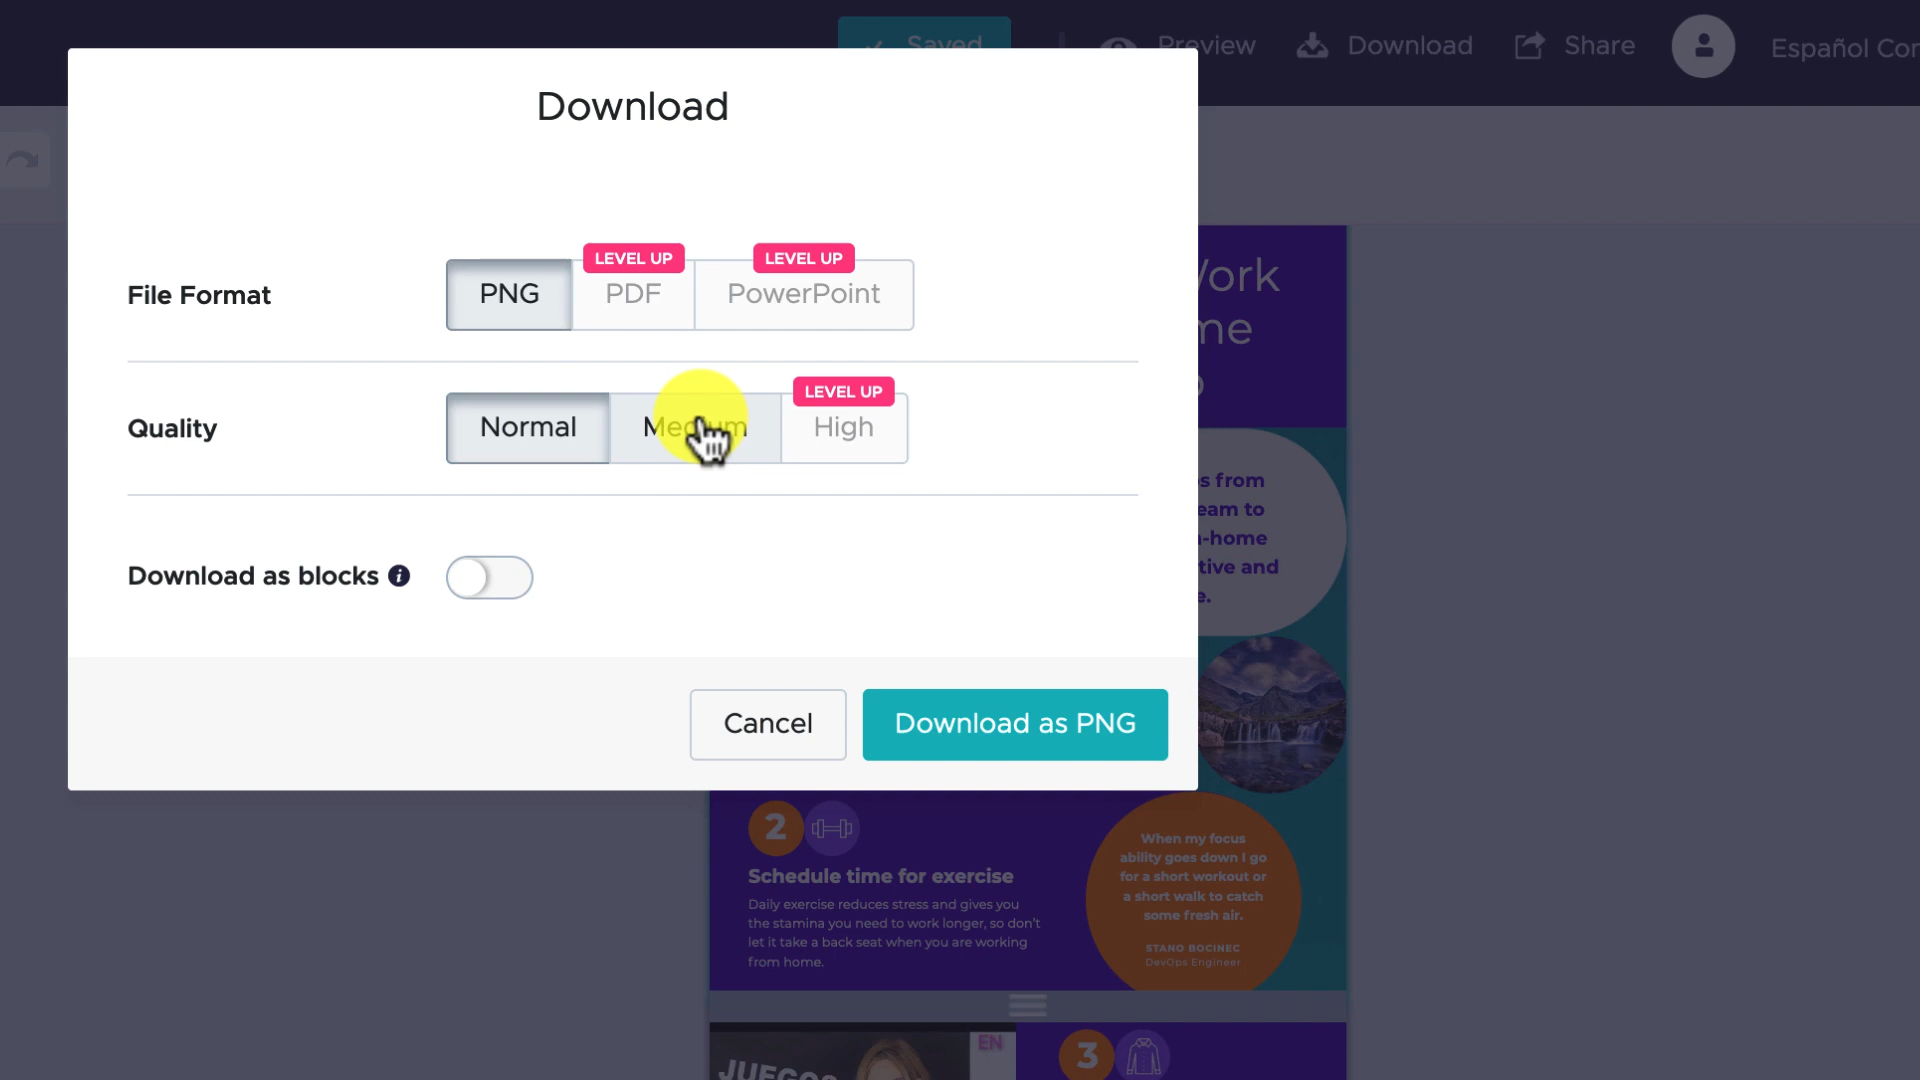 Saved
Preview
Download
Share
Español
Download
LEVEL UP
LEVEL UP
File Format
PNG
PDF
PowerPoint
LEVEL UP
Quality
Normal
Medium
High
Download as blocks
Cancel
Download as PNG
from
to
-home
and
2
Schedule time for exercise
Daily exercise reduces stress and gives you
the stamina you need to work longer, so don't
let it take a back seat when you are working
from home.
When my focus
ability goes down I go
for a short workout or
a short walk to catch
some fresh air.
STANO BOCINEC
DevOps Engineer
EN
JUEGOS
3